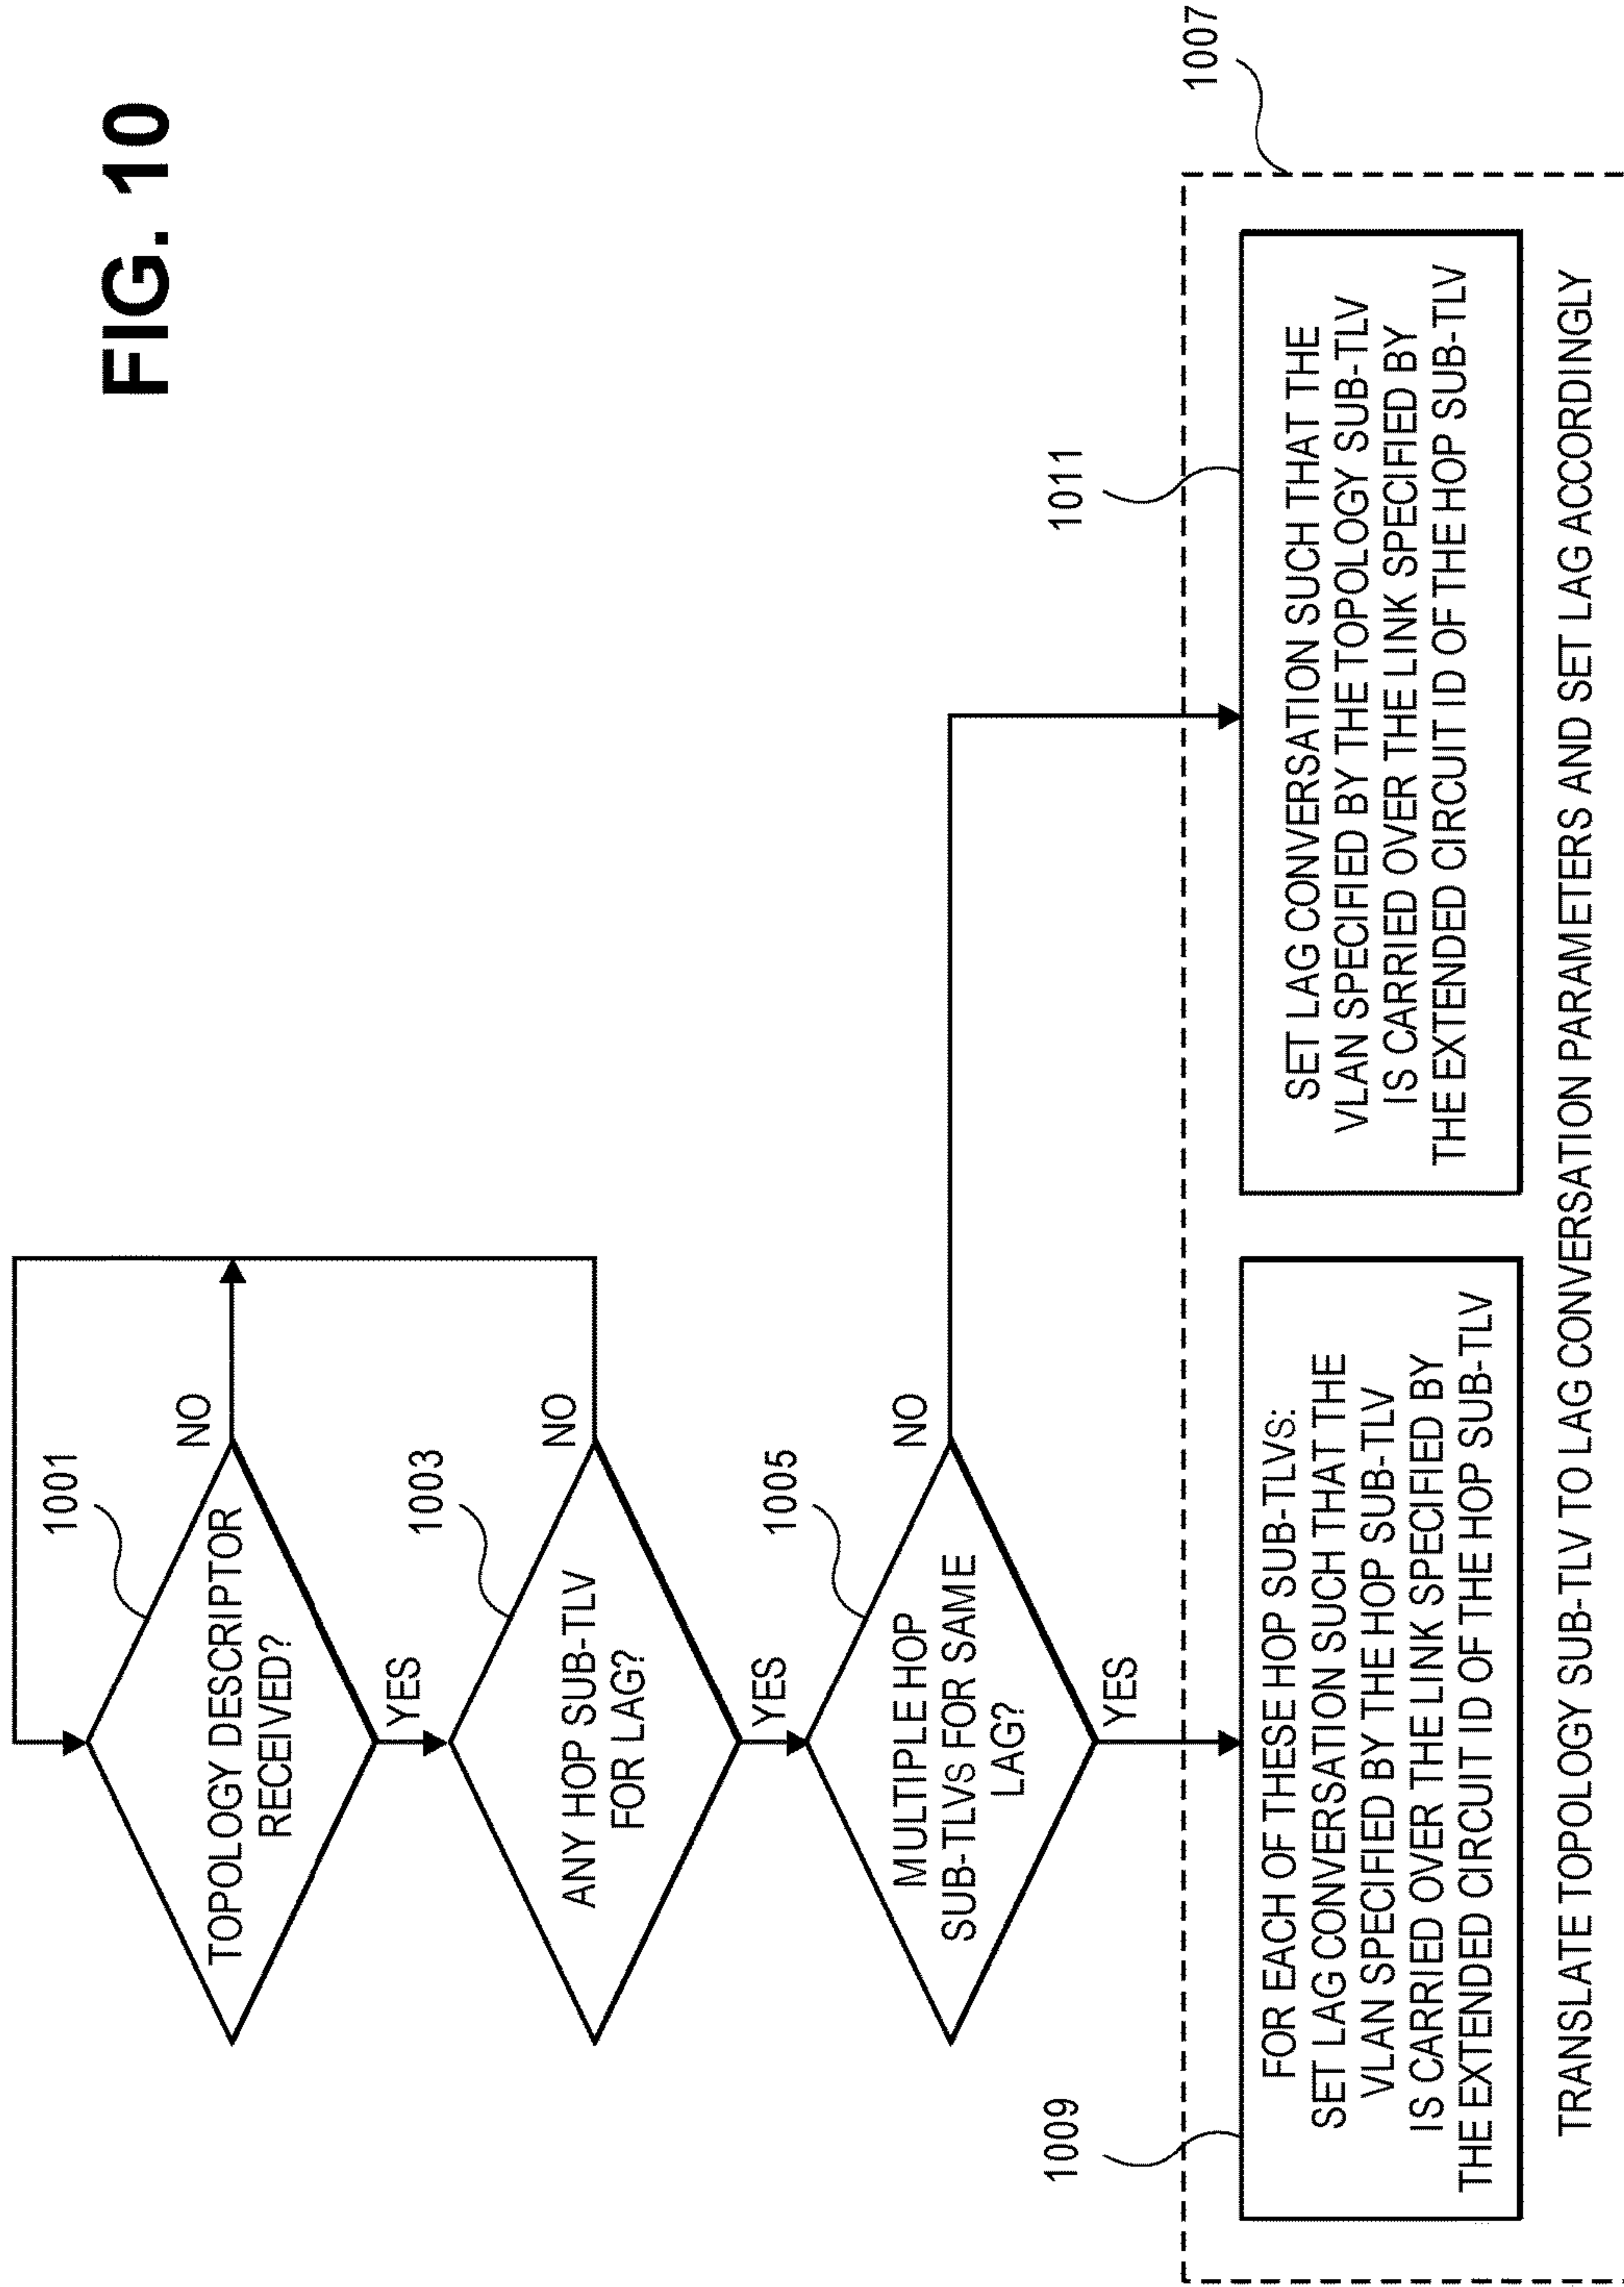 FIG. 10
1001
TOPOLOGY DESCRIPTOR
RECEIVED?
NO
YES
1003
ANY HOP SUB-TLV
FOR LAG?
NO
YES
1005
MULTIPLE HOP
SUB-TLVS FOR SAME
LAG?
NO
YES
1007
1009
FOR EACH OF THESE HOP SUB-TLVS:
SET LAG CONVERSATION SUCH THAT THE
VLAN SPECIFIED BY THE HOP SUB-TLV
IS CARRIED OVER THE LINK SPECIFIED BY
THE EXTENDED CIRCUIT ID OF THE HOP SUB-TLV
1011
SET LAG CONVERSATION SUCH THAT THE
VLAN SPECIFIED BY THE TOPOLOGY SUB-TLV
IS CARRIED OVER THE LINK SPECIFIED BY
THE EXTENDED CIRCUIT ID OF THE HOP SUB-TLV
TRANSLATE TOPOLOGY SUB-TLV TO LAG CONVERSATION PARAMETERS AND SET LAG ACCORDINGLY